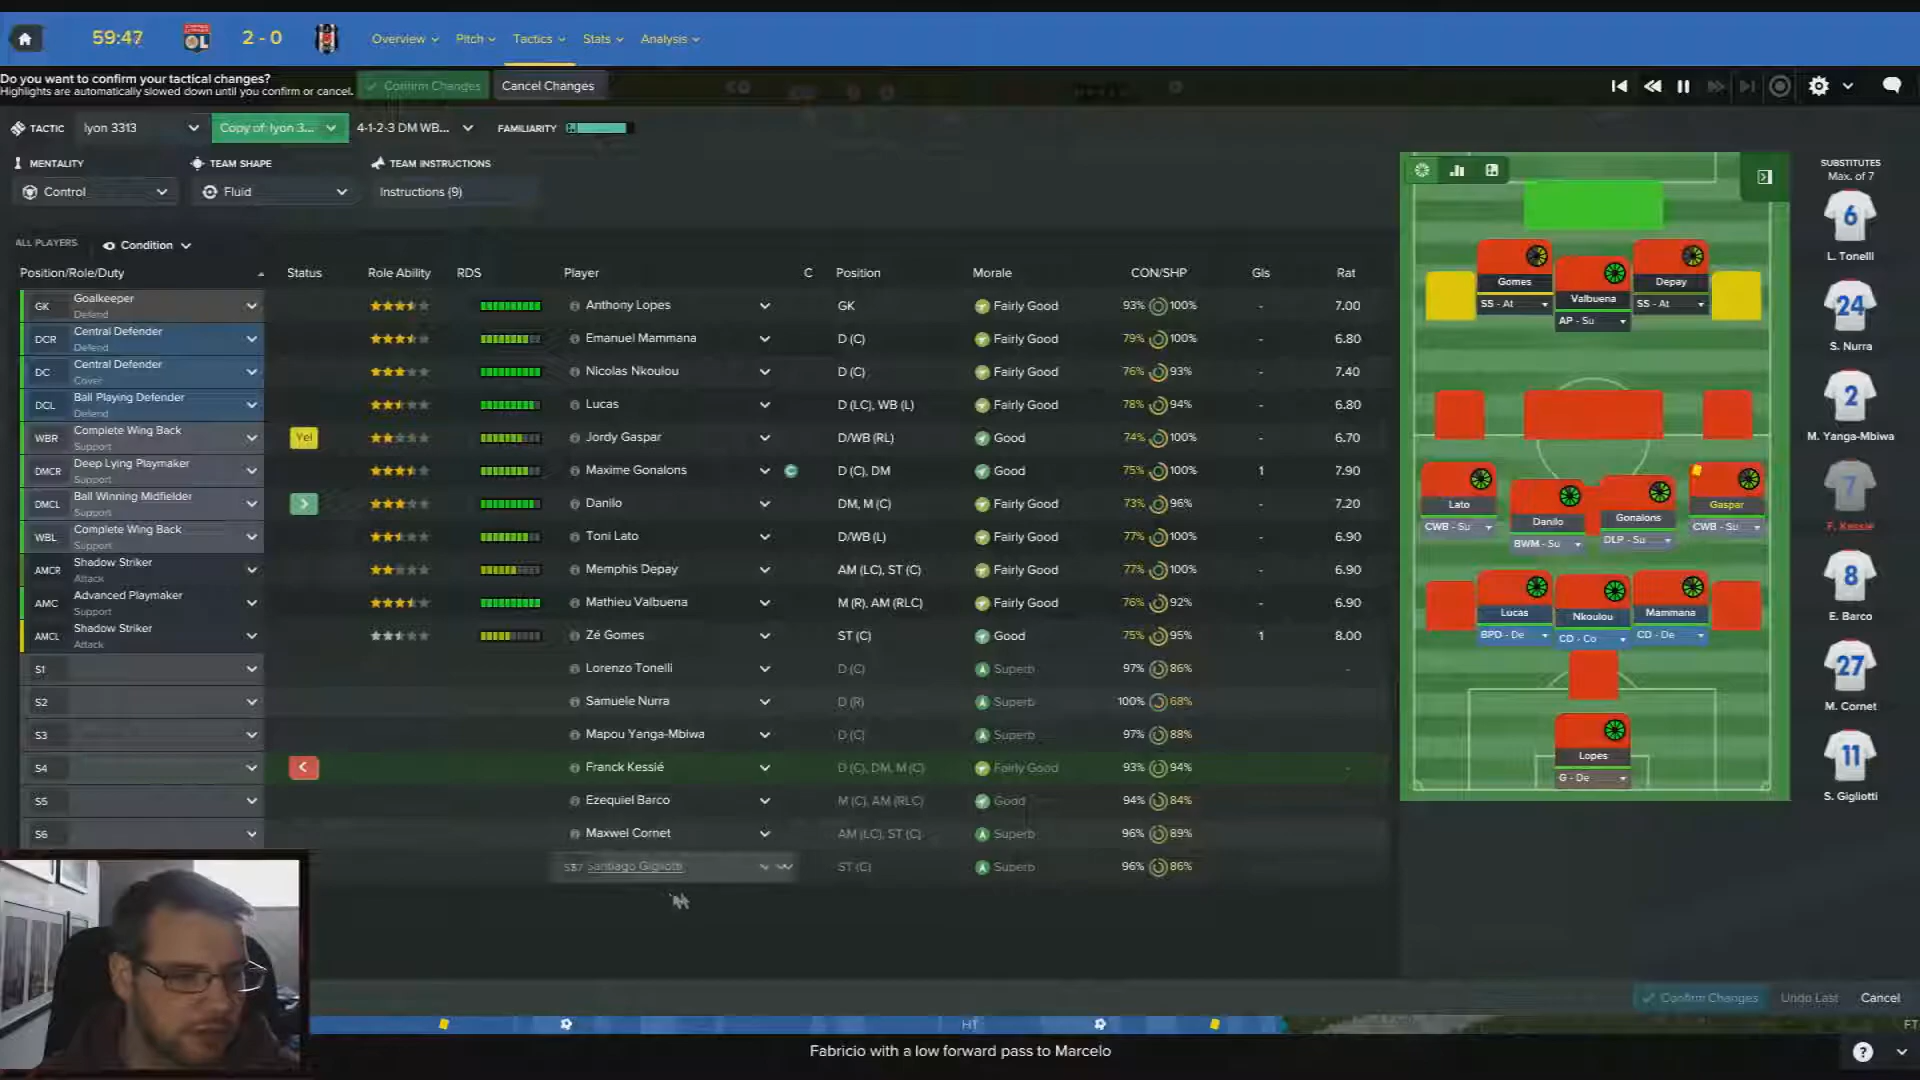 59:47 OL 2 - 0 Overview Pitch Tactics Stats Analysis
Do you want to confirm your tactical changes?
Highlights are automatically slowed down until you confirm or cancel.
Confirm Changes Cancel Changes
TACTIC lyon 3313 Copy of: lyon 3... 4-1-2-3 DM WB... FAMILIARITY
MENTALITY TEAM SHAPE TEAM INSTRUCTIONS
Control Fluid Instructions (9)
ALL PLAYERS Condition
Position/Role/Duty Status Role Ability RDS Player C Position Morale CON/SHP Gls Rat
GK Goalkeeper Defend Anthony Lopes GK Fairly Good 93% 100% - 7.00
DCR Central Defender Defend Emanuel Mammana D (C) Fairly Good 79% 100% - 6.80
DC Central Defender Cover Nicolas Nkoulou D (C) Fairly Good 76% 93% - 7.40
DCL Ball Playing Defender Defend Lucas D (LC), WB (L) Fairly Good 78% 94% - 6.80
WBR Complete Wing Back Support Yel Jordy Gaspar D/WB (RL) Good 74% 100% - 6.70
DMCR Deep Lying Playmaker Support Maxime Gonalons C D (C), DM Good 75% 100% 1 7.90
DMCL Ball Winning Midfielder Support Danilo DM, M (C) Fairly Good 73% 96% - 7.20
WBL Complete Wing Back Support Toni Lato D/WB (L) Fairly Good 77% 100% - 6.90
AMCR Shadow Striker Attack Memphis Depay AM (LC), ST (C) Fairly Good 77% 100% - 6.90
AMC Advanced Playmaker Support Mathieu Valbuena M (R), AM (RLC) Fairly Good 76% 92% - 6.90
AMCL Shadow Striker Attack Zé Gomes ST (C) Good 75% 95% 1 8.00
S1 Lorenzo Tonelli D (C) Superb 97% 86% -
S2 Samuele Nurra D (R) Superb 100% 68%
S3 Mapou Yanga-Mbiwa D (C) Superb 97% 88%
S4 Franck Kessié D (C), DM, M (C) Fairly Good 93% 94% -
S5 Ezequiel Barco M (C), AM (RLC) Good 94% 84%
S6 Maxwel Cornet AM (LC), ST (C) Superb 96% 89%
Santiago Gigliotti ST (C) Superb 96% 86%
Gomes Valbuena Depay
SS - At AP - Su SS - At
Lato Danilo Gonalons Gaspar
CWB - Su BWM - Su DLP - Su CWB - Su
Lucas Nkoulou Mammana
BPD - De CD - Co CD - De
Lopes
G - De
SUBSTITUTES
Max. of 7
6
L. Tonelli
24
S. Nurra
2
M. Yanga-Mbiwa
7
F. Kessié
8
E. Barco
27
M. Cornet
11
S. Gigliotti
Confirm Changes Undo Last Cancel
HT FT
Fabricio with a low forward pass to Marcelo